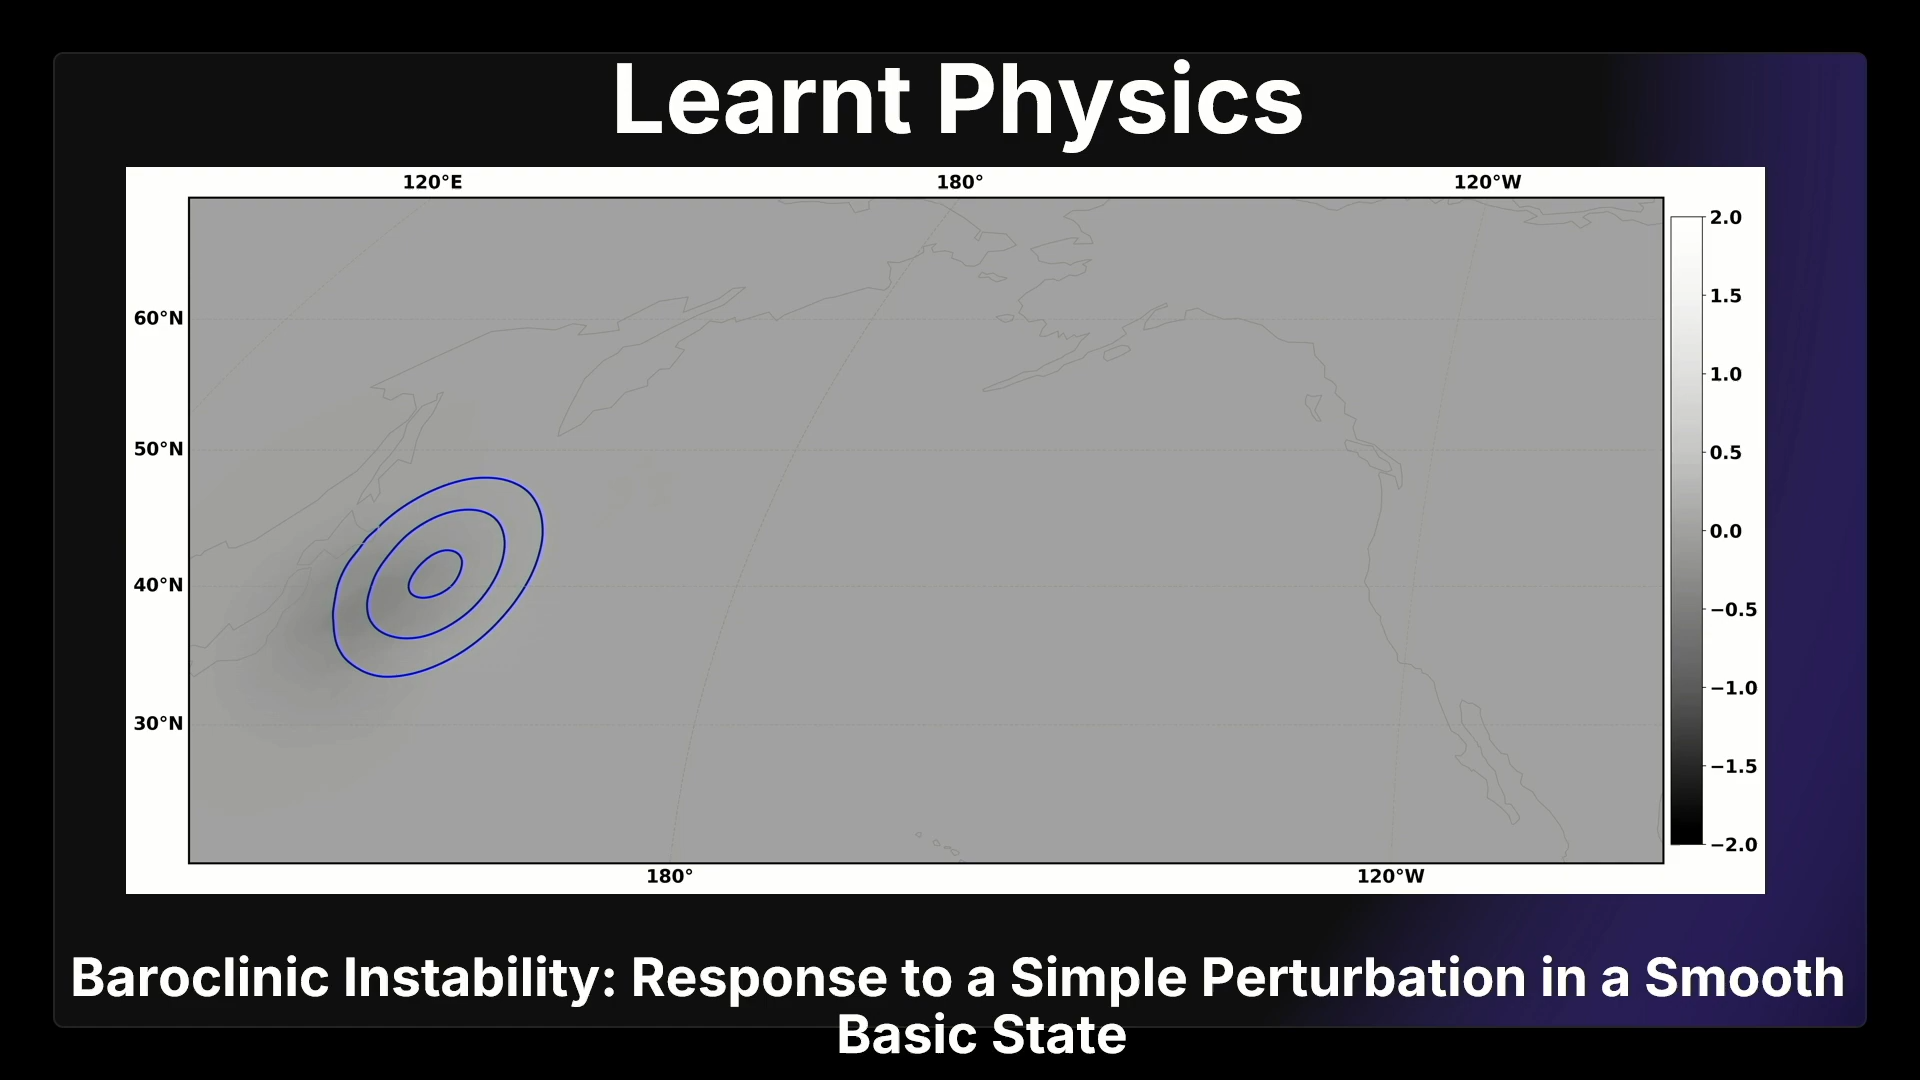 Learnt Physics
120°E 180° 120°W
2.0
1.5
60°N
1.0
50°N
0.5
0.0
40°N
−0.5
−1.0
30°N
−1.5
−2.0
180° 120°W
Baroclinic Instability: Response to a Simple Perturbation in a Smooth
Basic State